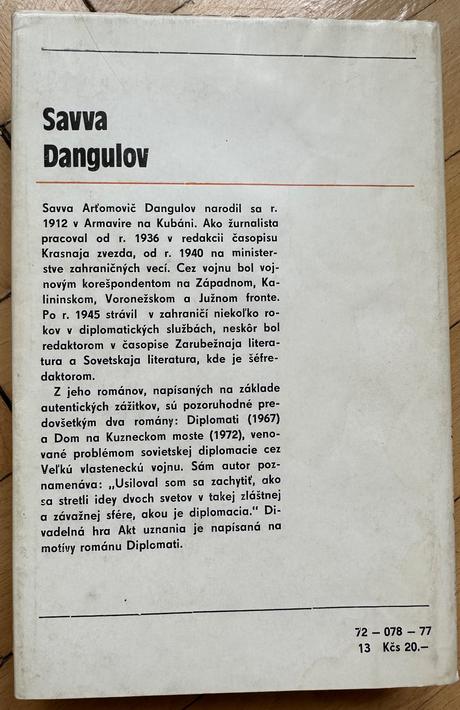 Savva
Dangulov
Savva Arťomovič Dangulov narodil sa r.
1912 v Armavire na Kubáni. Ako žurnalista
pracoval od r. 1936 v redakcii časopisu
Krasnaja zvezda, od r. 1940 na minister-
stve zahraničných vecí. Cez vojnu bol voj-
novým korešpondentom na Západnom, Ka-
lininskom, Voronežskom a Južnom fronte.
Po r. 1945 strávil v zahraničí niekoľko ro-
kov v diplomatických službách, neskôr bol
redaktorom v časopise Zarubežnaja litera-
tura a Sovetskaja literatura, kde je šéfre-
daktorom.
Z jeho románov, napísaných na základe
autentických zážitkov, sú pozoruhodné pre-
dovšetkým dva romány: Diplomati (1967)
a Dom na Kuzneckom moste (1972), veno-
vané problémom sovietskej diplomacie cez
Veľkú vlasteneckú vojnu. Sám autor poz-
namenáva: „Usiloval som sa zachytiť, ako
sa stretli idey dvoch svetov v takej zláštnej
a závažnej sfére, akou je diplomacia.“ Di-
vadelná hra Akt uznania je napísaná na
motívy románu Diplomati.
72 – 078 – 77
13 Kčs 20.–